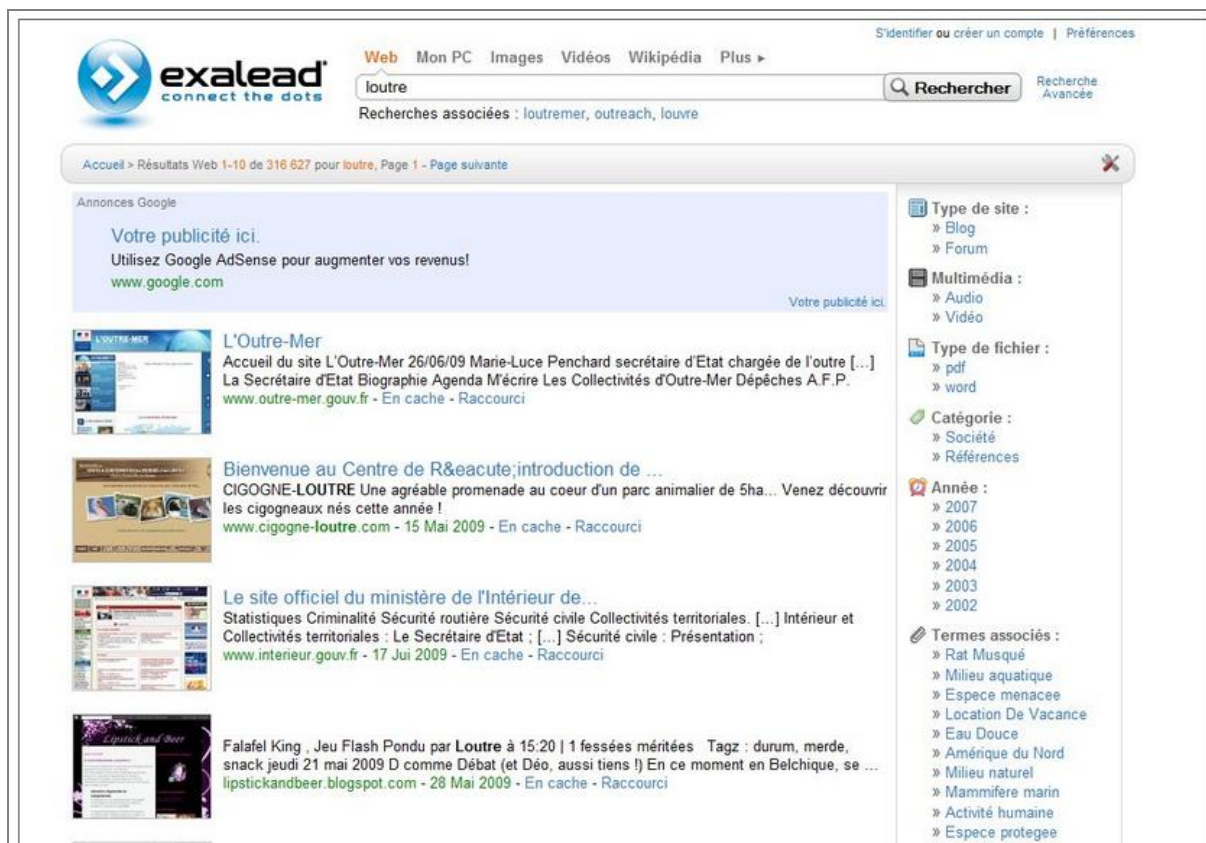 S'identifier ou créer un compte | Préférences
exalead
connect the dots
Web Mon PC Images Vidéos Wikipédia Plus ▸
loutre
Rechercher
Recherche
Avancée
Recherches associées : loutremer, outreach, louvre
Accueil > Résultats Web 1-10 de 316 627 pour loutre, Page 1 - Page suivante
Annonces Google
Votre publicité ici.
Utilisez Google AdSense pour augmenter vos revenus!
www.google.com
Votre publicité ici.
L'OUTRE-MER
L'Outre-Mer
Accueil du site L'Outre-Mer 26/06/09 Marie-Luce Penchard secrétaire d'Etat chargée de l'outre [...]
La Secrétaire d'Etat Biographie Agenda M'écrire Les Collectivités d'Outre-Mer Dépêches A.F.P.
www.outre-mer.gouv.fr - En cache - Raccourci
Bienvenue au Centre de R&eacute;introduction de ...
CIGOGNE-LOUTRE Une agréable promenade au coeur d'un parc animalier de 5ha... Venez découvrir
les cigogneaux nés cette année !
www.cigogne-loutre.com - 15 Mai 2009 - En cache - Raccourci
Le site officiel du ministère de l'Intérieur de...
Statistiques Criminalité Sécurité routière Sécurité civile Collectivités territoriales. [...] Intérieur et
Collectivités territoriales : Le Secrétaire d'Etat ; [...] Sécurité civile : Présentation ;
www.interieur.gouv.fr - 17 Jui 2009 - En cache - Raccourci
Lipstick and Beer
Falafel King , Jeu Flash Pondu par Loutre à 15:20 | 1 fessées méritées Tagz : durum, merde,
snack jeudi 21 mai 2009 D comme Débat (et Déo, aussi tiens !) En ce moment en Belchique, se ...
lipstickandbeer.blogspot.com - 28 Mai 2009 - En cache - Raccourci
Type de site :
» Blog
» Forum
Multimédia :
» Audio
» Vidéo
Type de fichier :
» pdf
» word
Catégorie :
» Société
» Références
Année :
» 2007
» 2006
» 2005
» 2004
» 2003
» 2002
Termes associés :
» Rat Musqué
» Milieu aquatique
» Espece menacee
» Location De Vacance
» Eau Douce
» Amérique du Nord
» Milieu naturel
» Mammifere marin
» Activité humaine
» Espece protegee